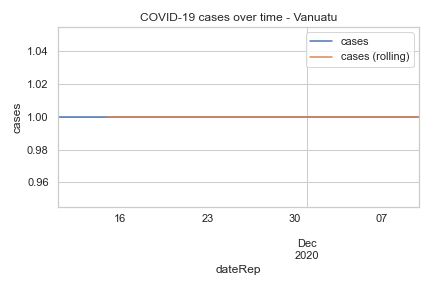 COVID-19 cases over time - Vanuatu
cases
cases (rolling)
1.04
1.02
1.00
0.98
0.96
cases
16
23
30
07
Dec
2020
dateRep